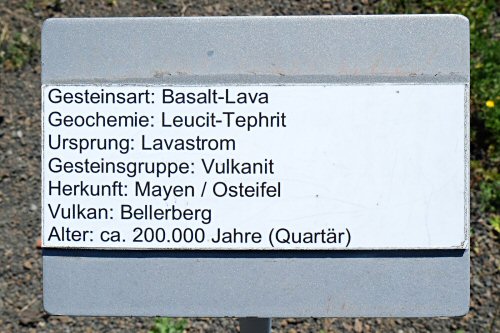 Gesteinsart: Basalt-Lava
Geochemie: Leucit-Tephrit
Ursprung: Lavastrom
Gesteinsgruppe: Vulkanit
Herkunft: Mayen / Osteifel
Vulkan: Bellerberg
Alter: ca. 200.000 Jahre (Quartär)